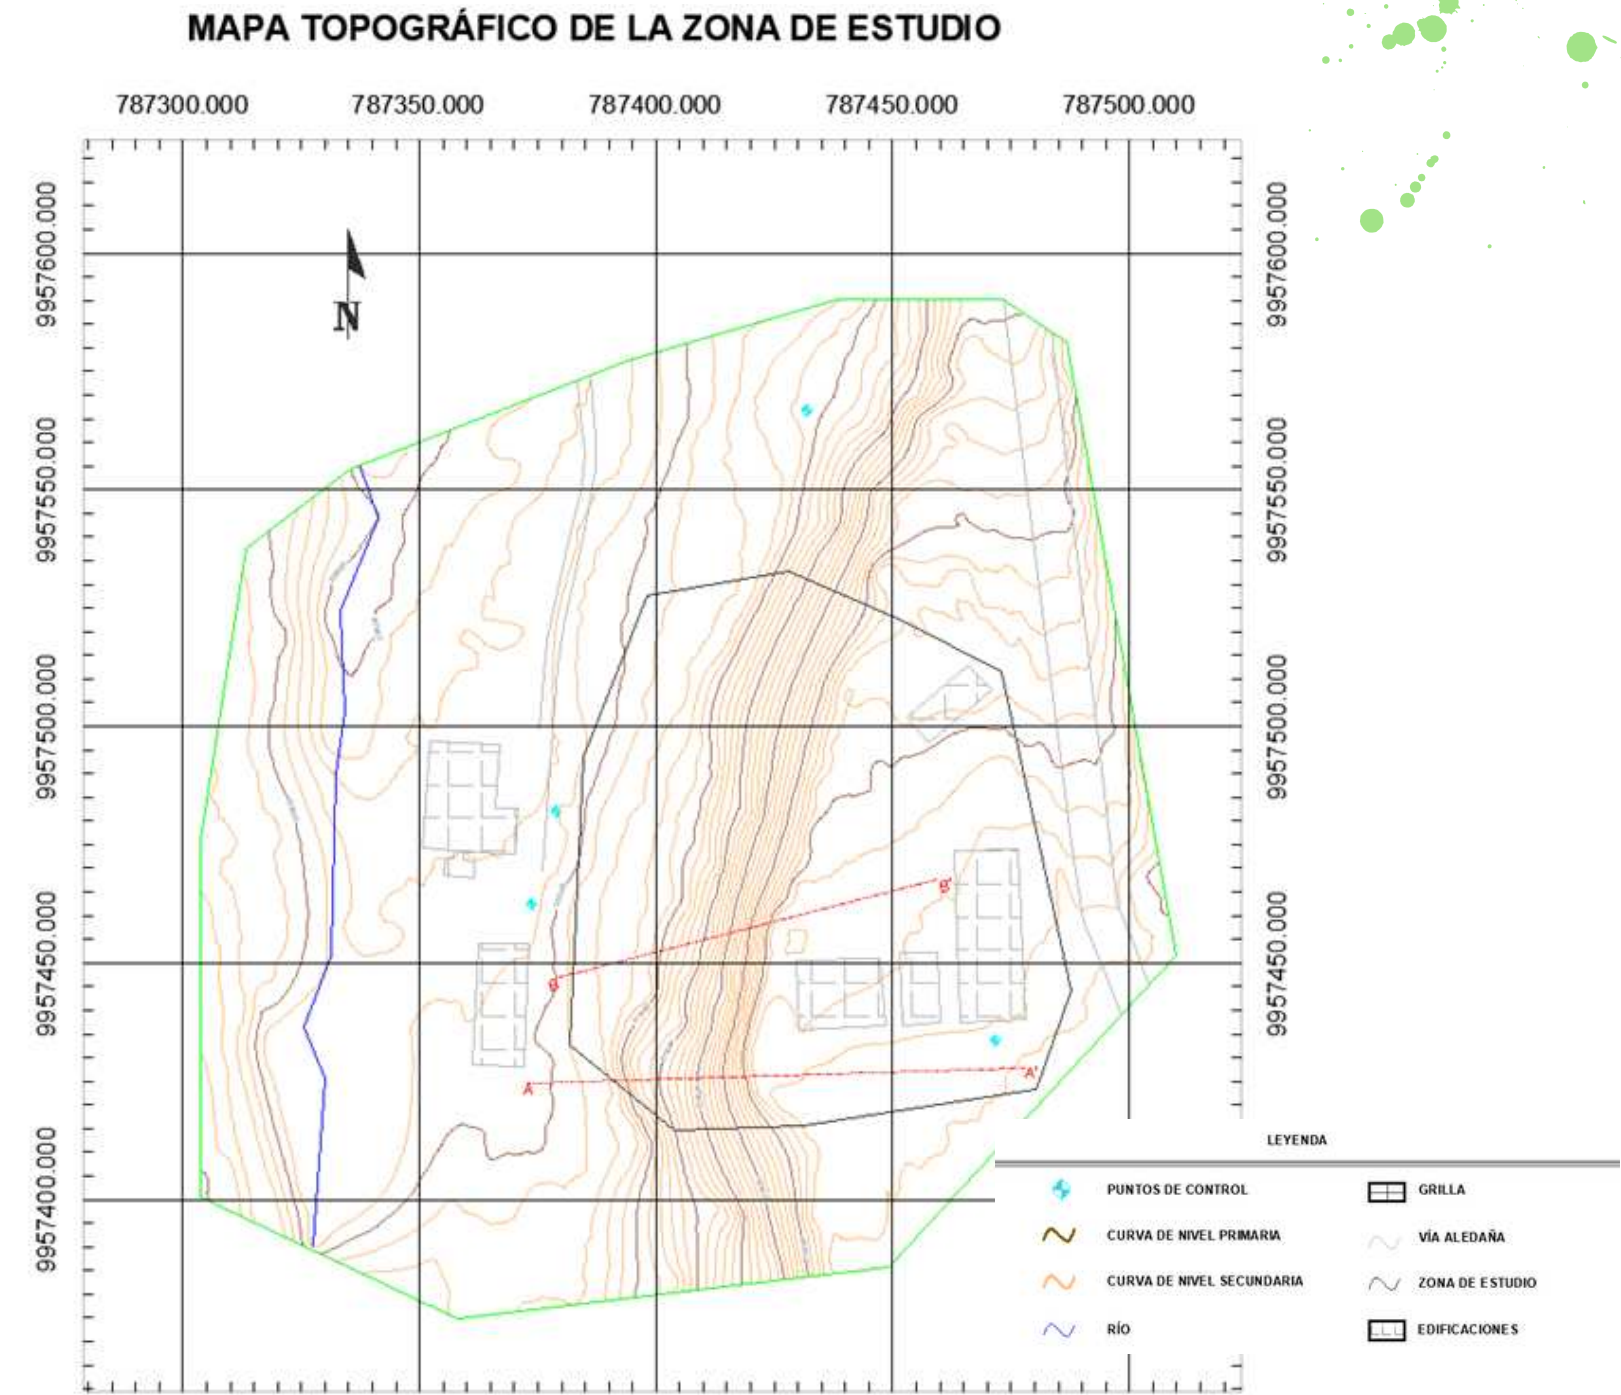 MAPA TOPOGRÁFICO DE LA ZONA DE ESTUDIO
787300.000 787350.000 787400.000 787450.000 787500.000
9957600.000 9957600.000
N
9957550.000 9957550.000
9957500.000 9957500.000
B'
9957450.000 9957450.000
B
A A'
9957400.000
LEYENDA
PUNTOS DE CONTROL GRILLA
CURVA DE NIVEL PRIMARIA VÍA ALEDAÑA
CURVA DE NIVEL SECUNDARIA ZONA DE ESTUDIO
RÍO EDIFICACIONES